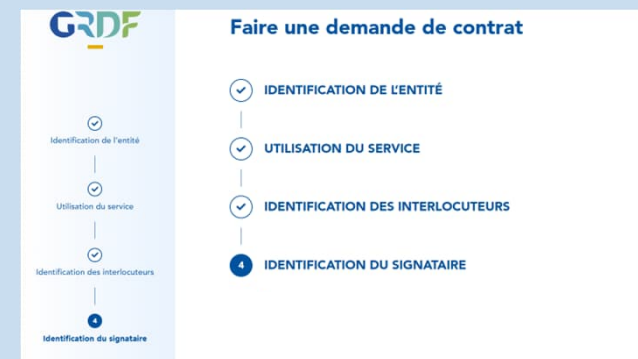 GRDF
Identification de l'entité
Utilisation du service
Identification des interlocuteurs
4
Identification du signataire
Faire une demande de contrat
IDENTIFICATION DE L'ENTITÉ
UTILISATION DU SERVICE
IDENTIFICATION DES INTERLOCUTEURS
4 IDENTIFICATION DU SIGNATAIRE